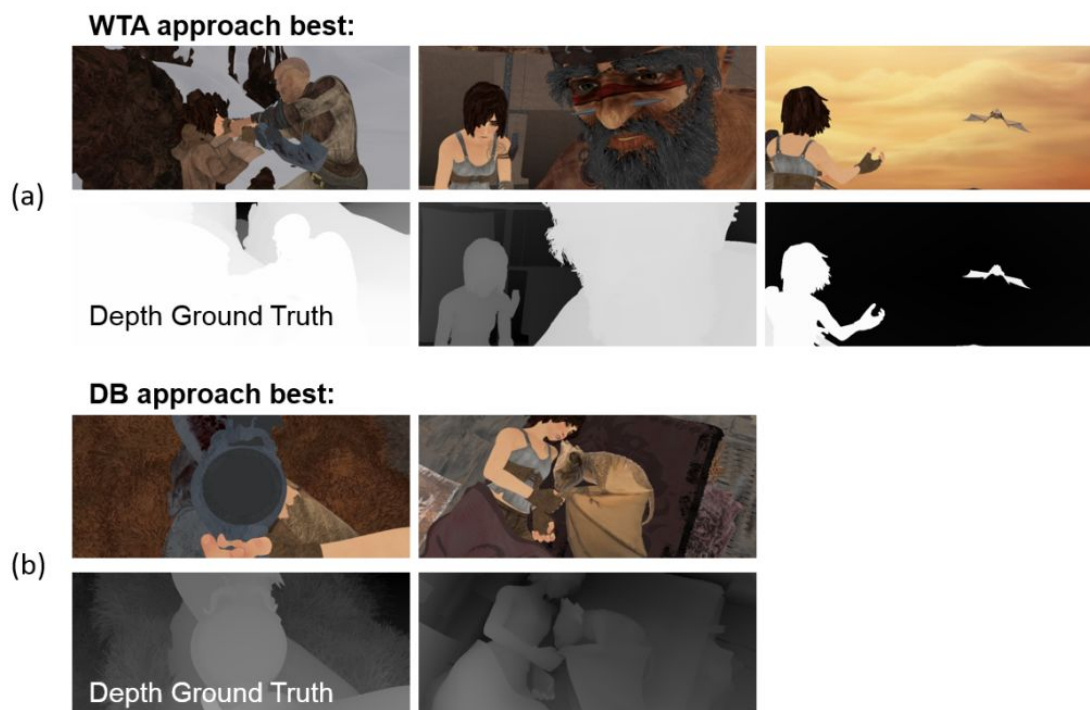 WTA approach best:
(a)
Depth Ground Truth
DB approach best:
(b)
Depth Ground Truth